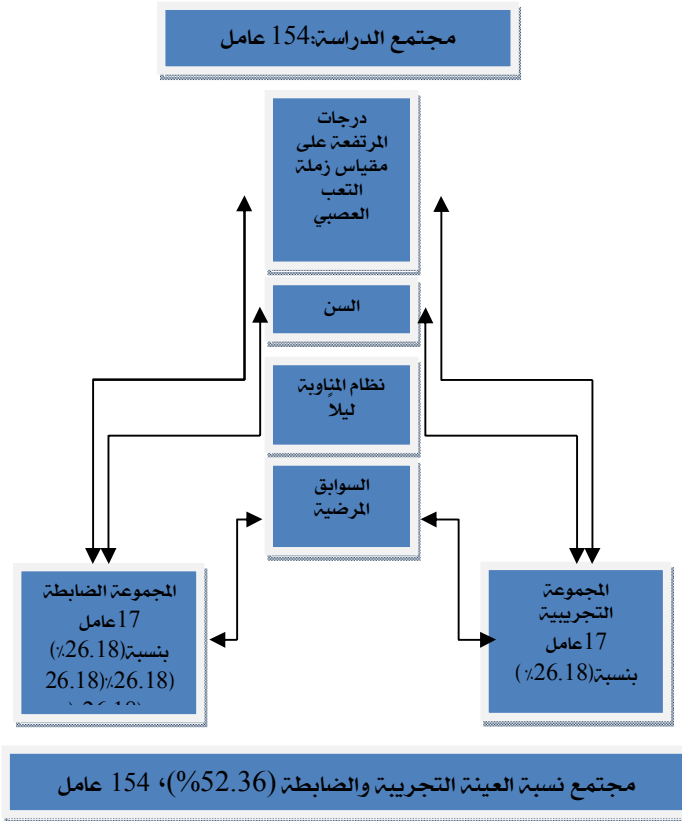 مجتمع الدراسة:154 عامل
درجات
المرتفعة على
مقياس زملة
التعب
العصبي
السن
نظام المناوبة
ليلاً
السوابق
المرضية
المجموعة
التجريبية
17عامل
بنسبة(26.18٪ )
المجموعة الضابطة
17عامل
بنسبة(26.18٪)
(26.18٪(26.18
مجتمع نسبة العينة التجريبة والضابطة (52.36%)، 154 عامل